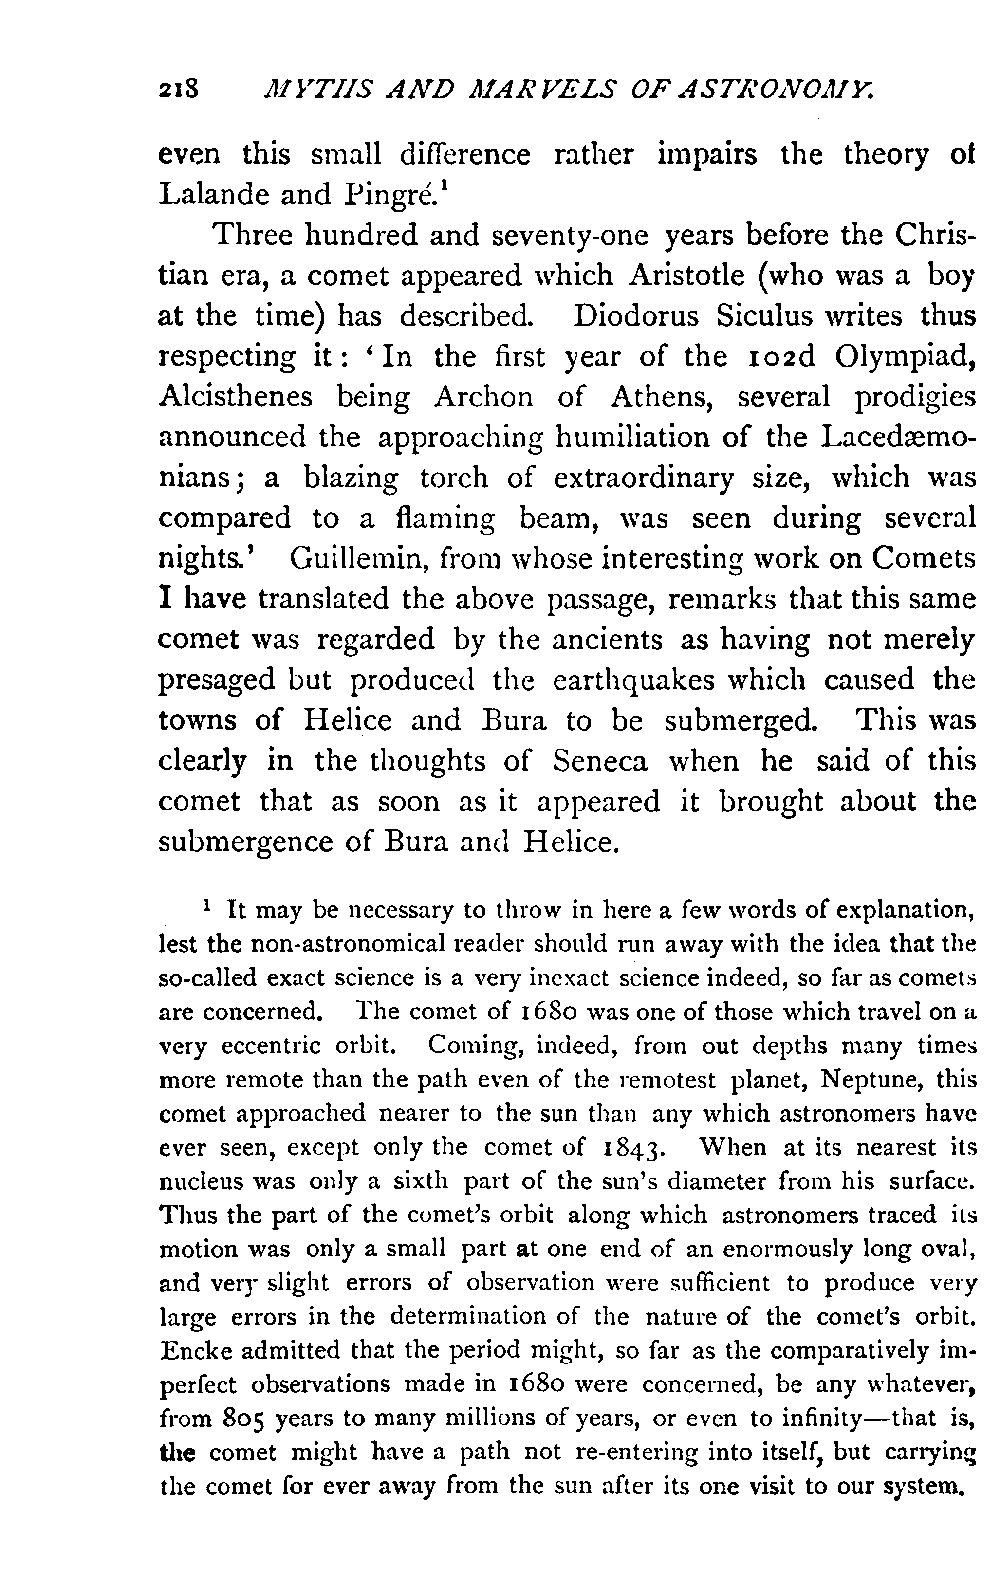 218 MYTHS AND MARVELS OF ASTRONOMY.
even this small difference rather impairs the theory of
Lalande and Pingré.¹
Three hundred and seventy-one years before the Chris-
tian era, a comet appeared which Aristotle (who was a boy
at the time) has described. Diodorus Siculus writes thus
respecting it: ‘In the first year of the 102d Olympiad,
Alcisthenes being Archon of Athens, several prodigies
announced the approaching humiliation of the Lacedæmo-
nians; a blazing torch of extraordinary size, which was
compared to a flaming beam, was seen during several
nights.’ Guillemin, from whose interesting work on Comets
I have translated the above passage, remarks that this same
comet was regarded by the ancients as having not merely
presaged but produced the earthquakes which caused the
towns of Helice and Bura to be submerged. This was
clearly in the thoughts of Seneca when he said of this
comet that as soon as it appeared it brought about the
submergence of Bura and Helice.
¹ It may be necessary to throw in here a few words of explanation,
lest the non-astronomical reader should run away with the idea that the
so-called exact science is a very inexact science indeed, so far as comets
are concerned. The comet of 1680 was one of those which travel on a
very eccentric orbit. Coming, indeed, from out depths many times
more remote than the path even of the remotest planet, Neptune, this
comet approached nearer to the sun than any which astronomers have
ever seen, except only the comet of 1843. When at its nearest its
nucleus was only a sixth part of the sun’s diameter from his surface.
Thus the part of the comet’s orbit along which astronomers traced its
motion was only a small part at one end of an enormously long oval,
and very slight errors of observation were sufficient to produce very
large errors in the determination of the nature of the comet’s orbit.
Encke admitted that the period might, so far as the comparatively im-
perfect observations made in 1680 were concerned, be any whatever,
from 805 years to many millions of years, or even to infinity—that is,
the comet might have a path not re-entering into itself, but carrying
the comet for ever away from the sun after its one visit to our system.